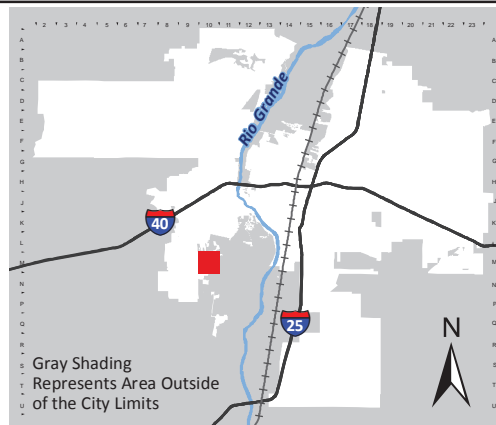 2 3 4 5 6 7 8 9 10 11 12 13 14 15 16 17 18 19 20 21 22 23
A A
B B
C C
D D
E E
F F
G G
H H
J J
K K
L L
M M
N N
P P
Q Q
R R
S S
T T
U U
Rio Grande
40
25
N
Gray Shading
Represents Area Outside
of the City Limits